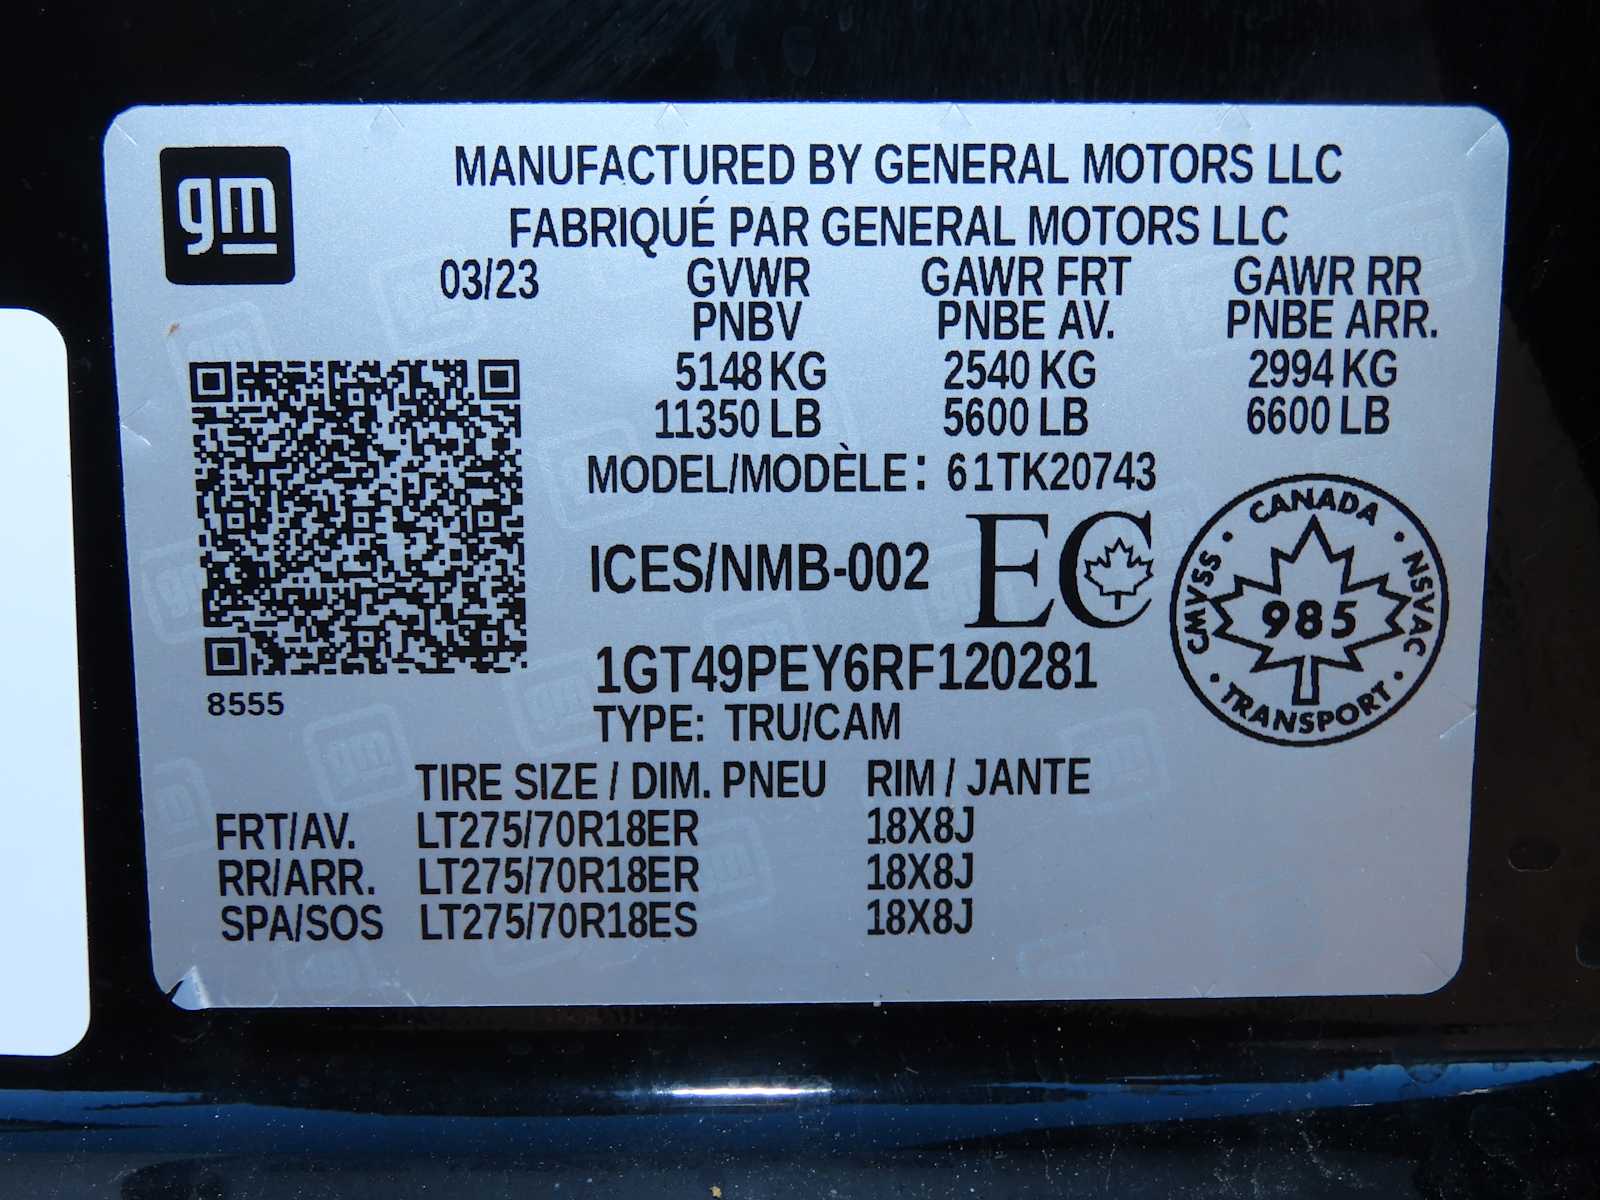 gm
MANUFACTURED BY GENERAL MOTORS LLC
FABRIQUÉ PAR GENERAL MOTORS LLC
03/23 GVWR GAWR FRT GAWR RR
PNBV PNBE AV. PNBE ARR.
5148 KG 2540 KG 2994 KG
11350 LB 5600 LB 6600 LB
MODEL/MODÈLE: 61TK20743
ICES/NMB-002 EC
CANADA · NSVAC · TRANSPORT · CMVSS ·
985
1GT49PEY6RF120281
8555
TYPE: TRU/CAM
TIRE SIZE / DIM. PNEU RIM / JANTE
FRT/AV. LT275/70R18ER 18X8J
RR/ARR. LT275/70R18ER 18X8J
SPA/SOS LT275/70R18ES 18X8J